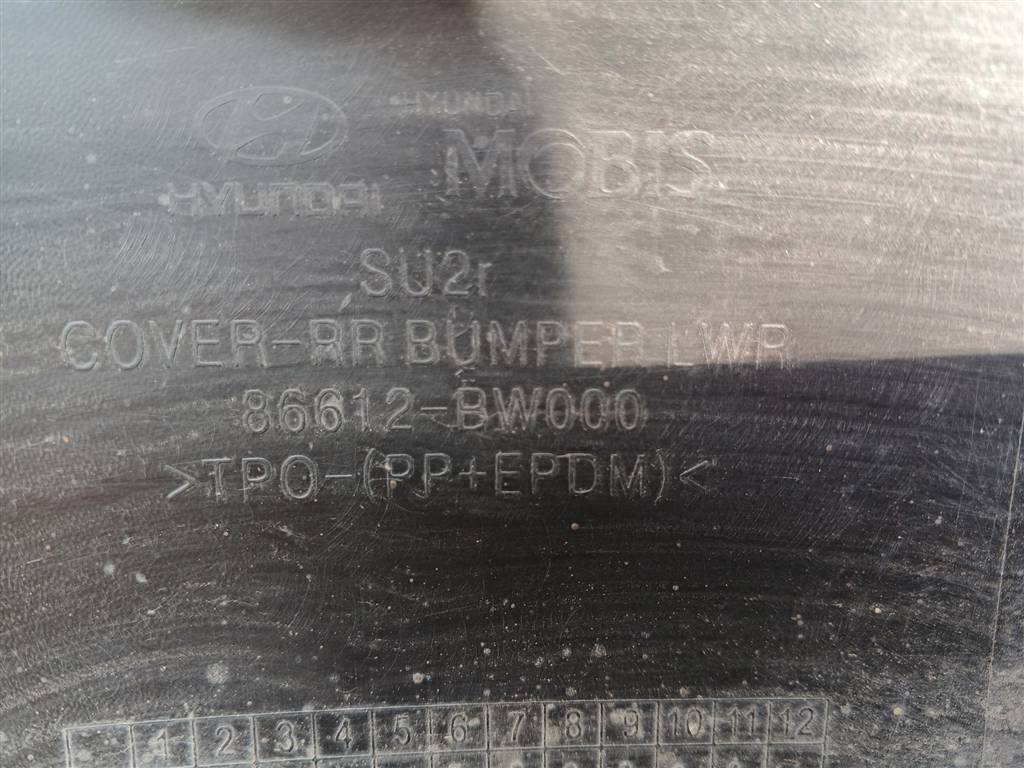 HYUNDAI
HYUNDAI
MOBIS
SU2r
COVER-RR BUMPER LWR
86612-BW000
>TPO-(PP+EPDM)<
1 2 3 4 5 6 7 8 9 10 11 12